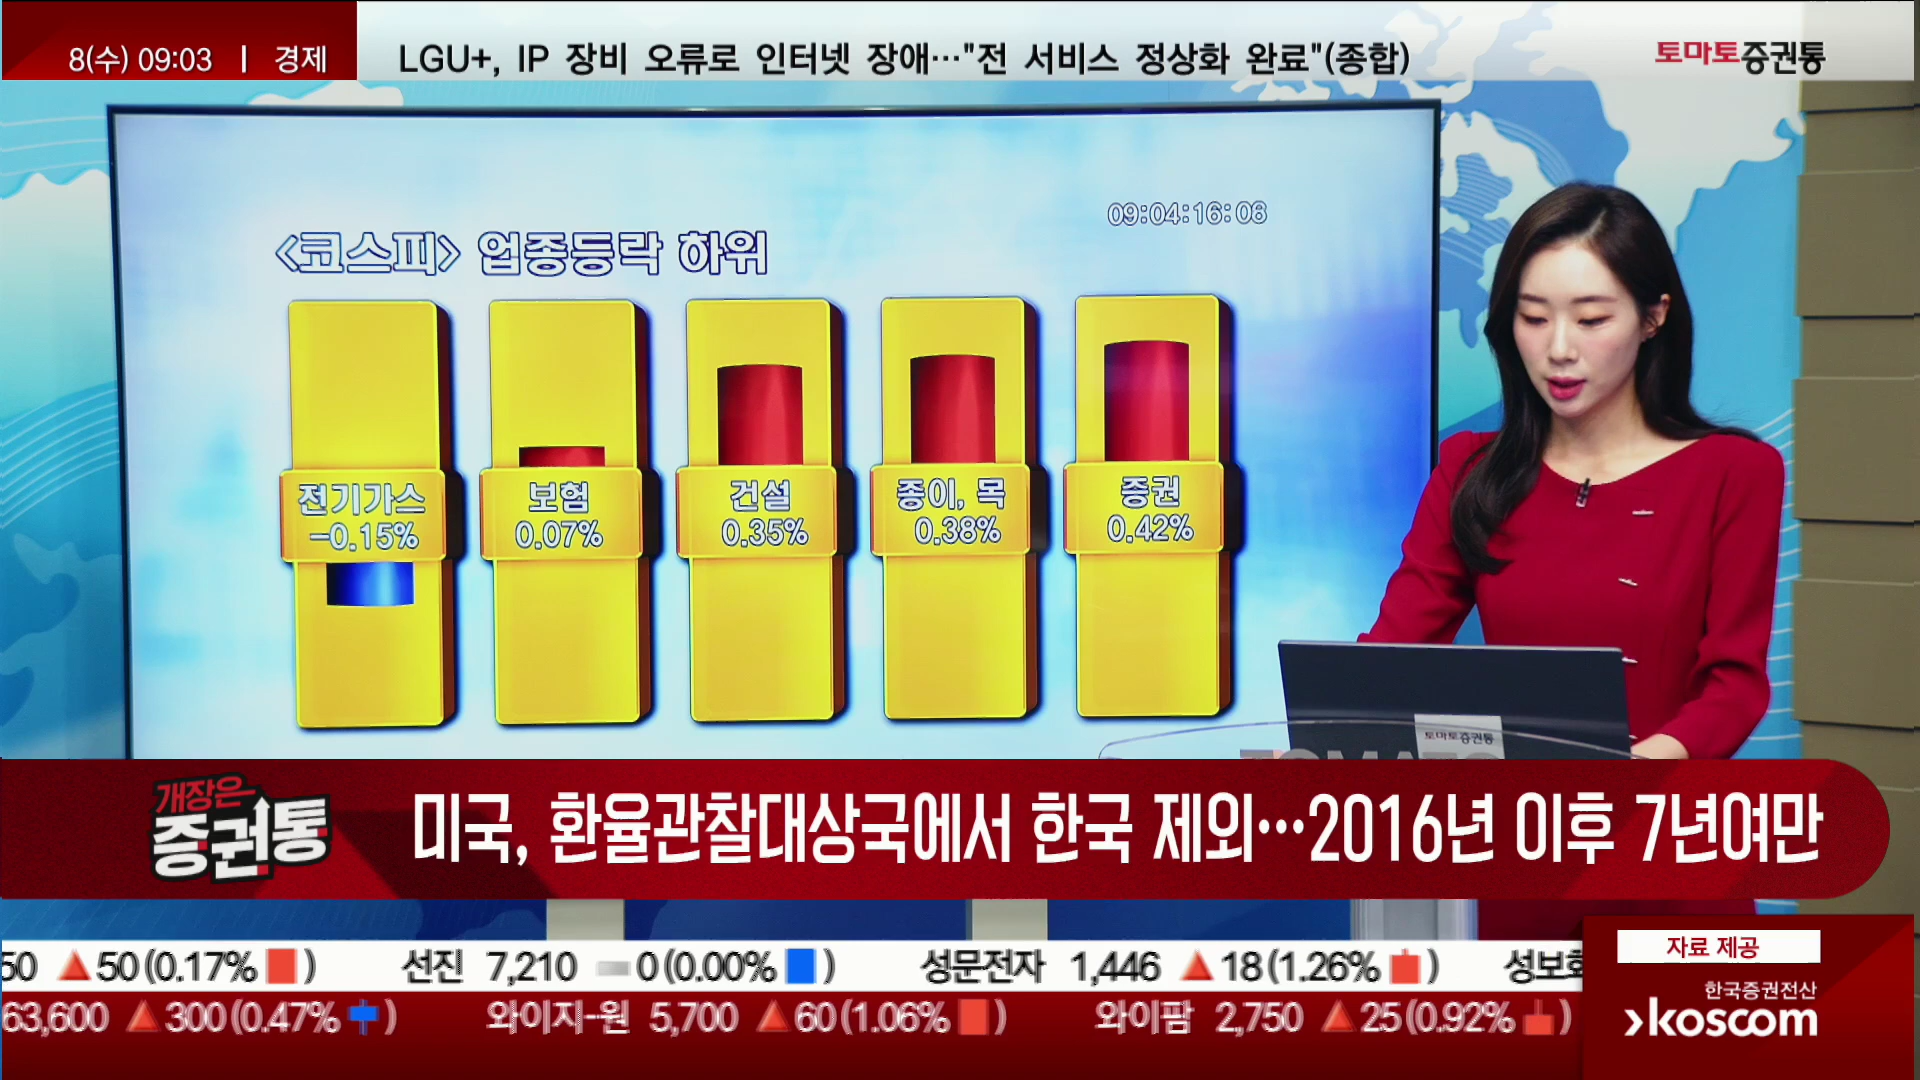 8(수) 09:03 | 경제
LGU+, IP 장비 오류로 인터넷 장애…"전 서비스 정상화 완료"(종합)
토마토증권통
09:04:16:08
<코스피> 업종등락 하위
전기가스
-0.15%
보험
0.07%
건설
0.35%
종이, 목
0.38%
증권
0.42%
토마토증권통
TOMATO
개장은
증권통
미국, 환율관찰대상국에서 한국 제외…2016년 이후 7년여만
50 ▲50(0.17%) 선진 7,210 0(0.00%) 성문전자 1,446 ▲18(1.26%) 성보화
63,600 ▲300(0.47%) 와이지-원 5,700 ▲60(1.06%) 와이팜 2,750 ▲25(0.92%)
자료 제공
한국증권전산
koscom